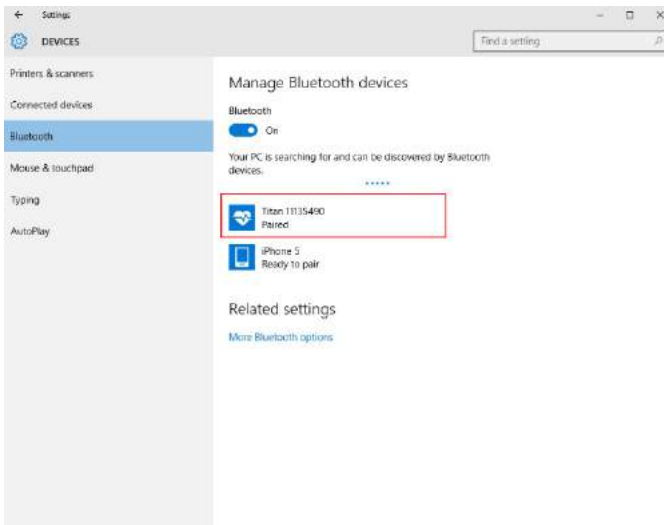 Settings
DEVICES
Find a setting
Printers & scanners
Connected devices
Bluetooth
Mouse & touchpad
Typing
AutoPlay
Manage Bluetooth devices
Bluetooth
On
Your PC is searching for and can be discovered by Bluetooth
devices.
Titan 11135490
Paired
iPhone 5
Ready to pair
Related settings
More Bluetooth options